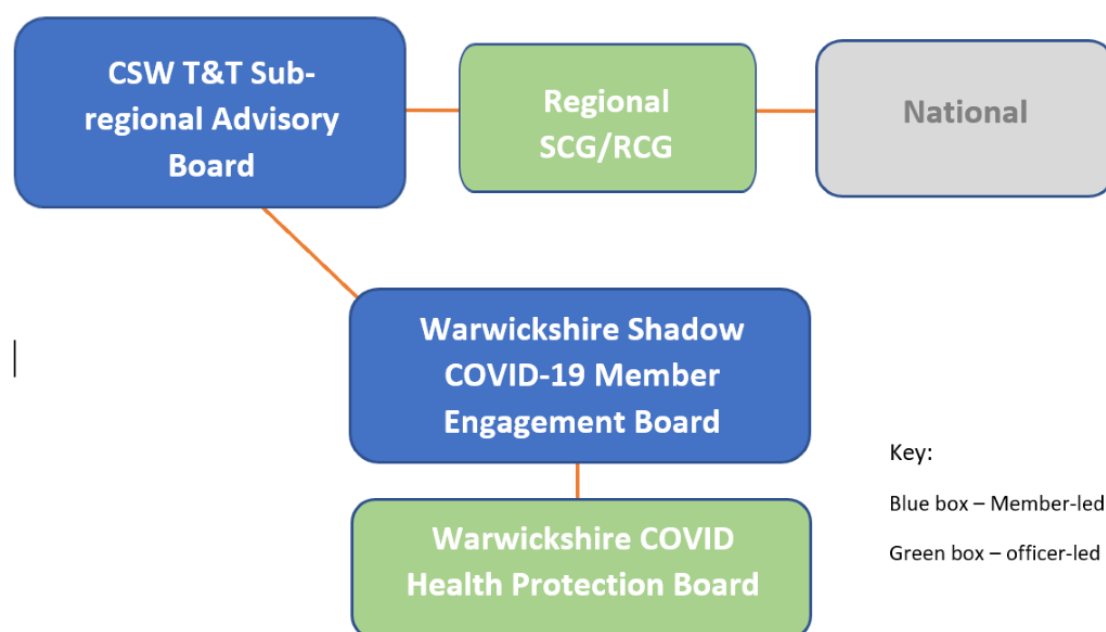 CSW T&T Sub-
regional Advisory
Board
Regional
SCG/RCG
National
Warwickshire Shadow
COVID-19 Member
Engagement Board
Warwickshire COVID
Health Protection Board
Key:
Blue box – Member-led
Green box – officer-led